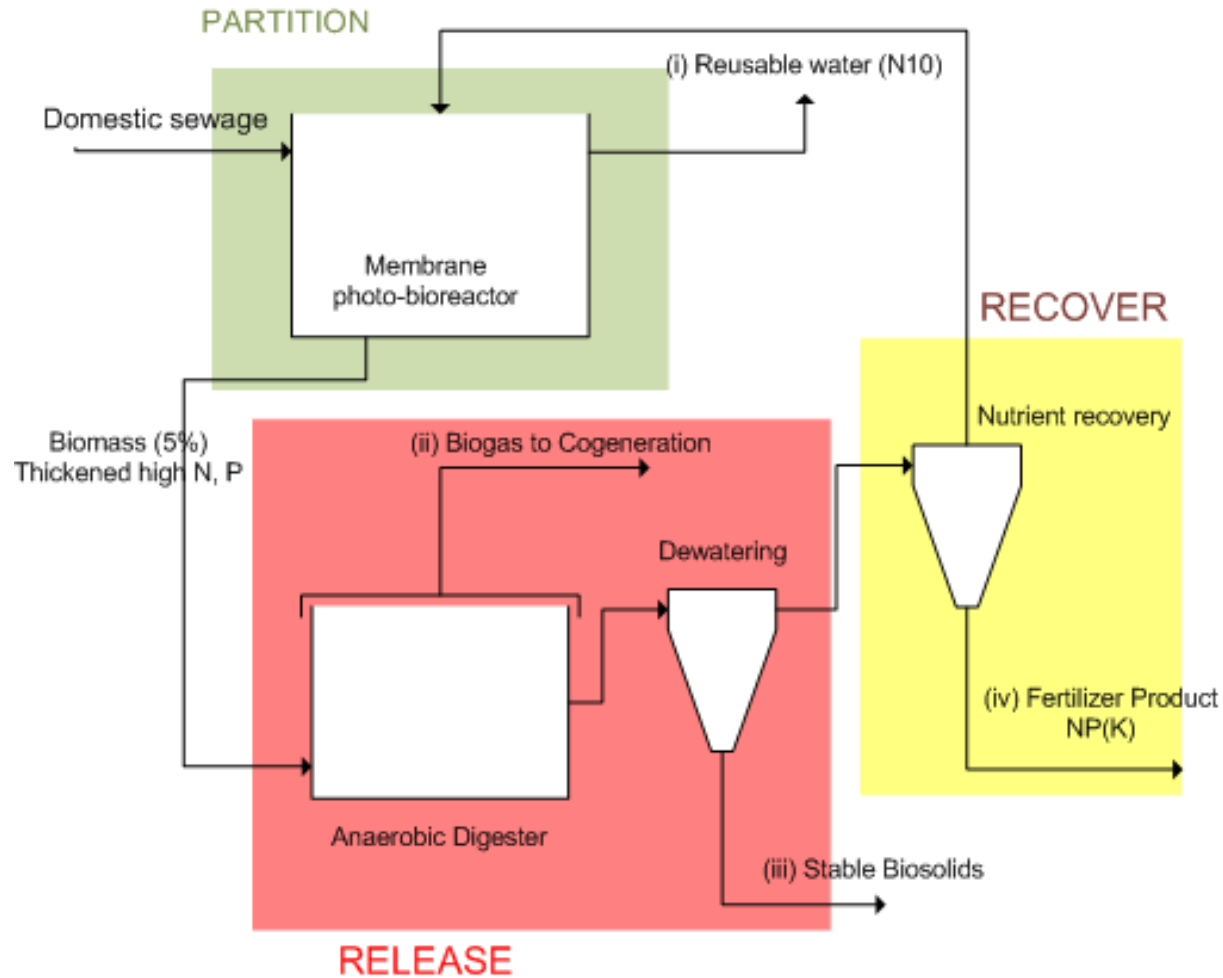 PARTITION
(i) Reusable water (N10)
Domestic sewage
Membrane
photo-bioreactor
RECOVER
Nutrient recovery
Biomass (5%)
Thickened high N, P
(ii) Biogas to Cogeneration
Dewatering
(iv) Fertilizer Product
NP(K)
Anaerobic Digester
(iii) Stable Biosolids
RELEASE